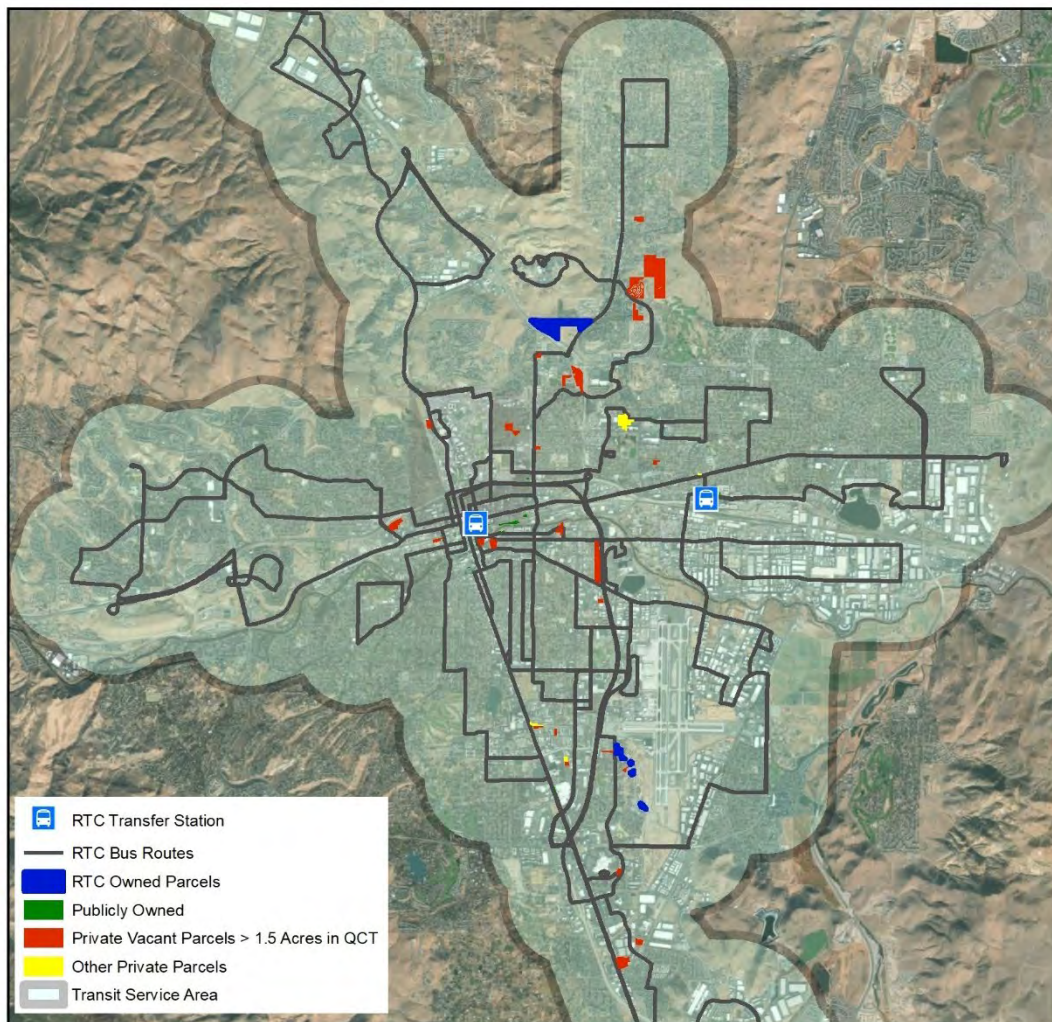 RTC Transfer Station
RTC Bus Routes
RTC Owned Parcels
Publicly Owned
Private Vacant Parcels > 1.5 Acres in QCT
Other Private Parcels
Transit Service Area